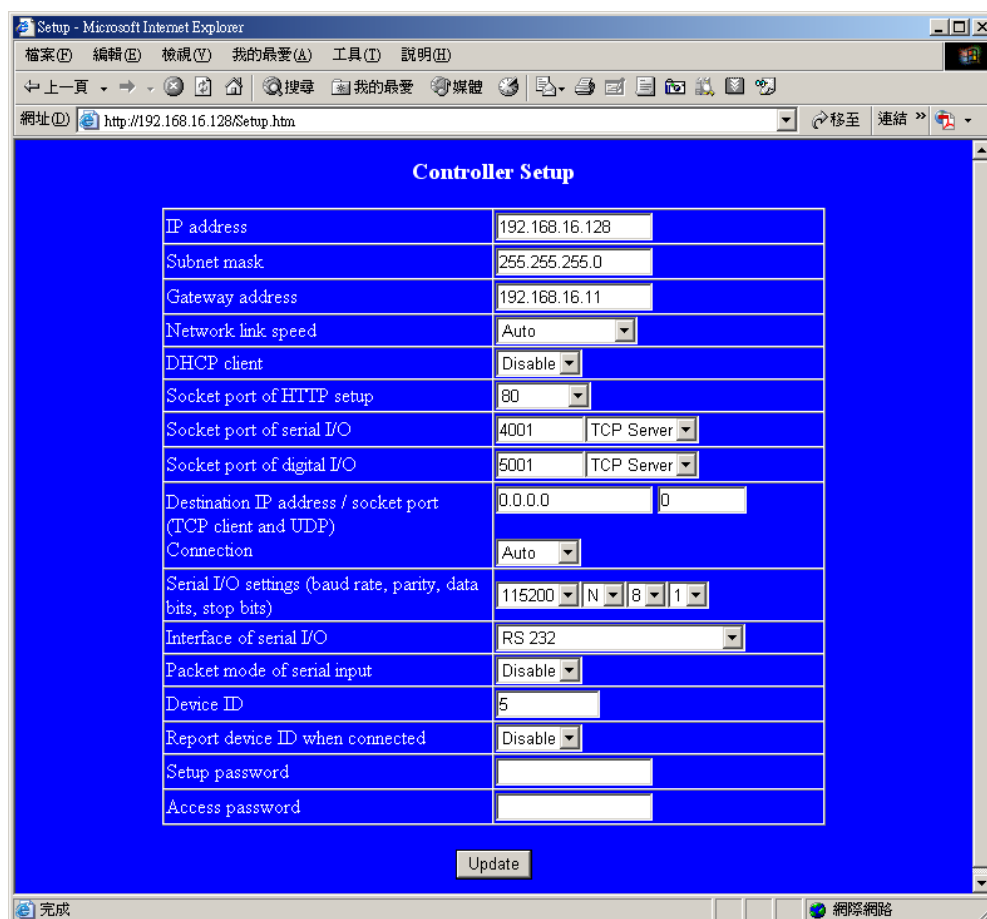 Setup - Microsoft Internet Explorer
檔案(F) 編輯(E) 檢視(V) 我的最愛(A) 工具(T) 說明(H)
上一頁 搜尋 我的最愛 媒體
網址(D) http://192.168.16.128/Setup.htm 移至 連結 »
Controller Setup
IP address 192.168.16.128
Subnet mask 255.255.255.0
Gateway address 192.168.16.11
Network link speed Auto
DHCP client Disable
Socket port of HTTP setup 80
Socket port of serial I/O 4001 TCP Server
Socket port of digital I/O 5001 TCP Server
Destination IP address / socket port 0.0.0.0 0
(TCP client and UDP)
Connection Auto
Serial I/O settings (baud rate, parity, data
bits, stop bits) 115200 N 8 1
Interface of serial I/O RS 232
Packet mode of serial input Disable
Device ID 5
Report device ID when connected Disable
Setup password
Access password
Update
完成 網際網路